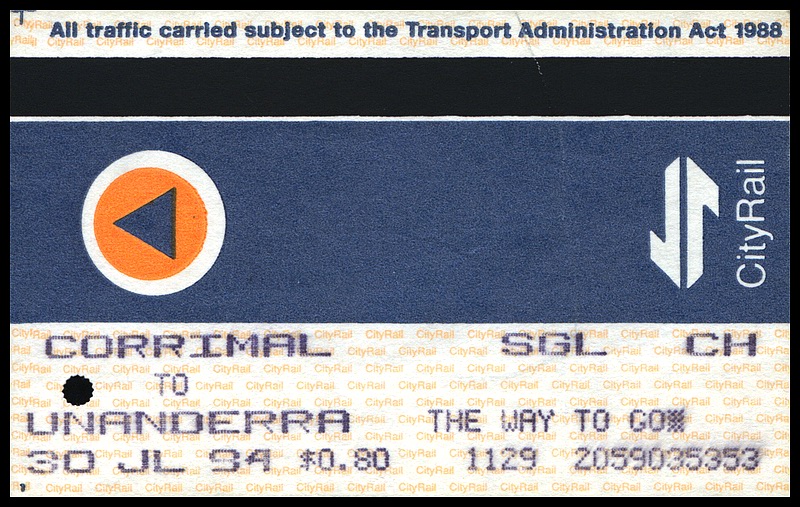 All traffic carried subject to the Transport Administration Act 1988
CityRail
CORRIMAL SGL CH
TO
UNANDERRA THE WAY TO GO
30 JL 94 $0.80 1129 Z059035353